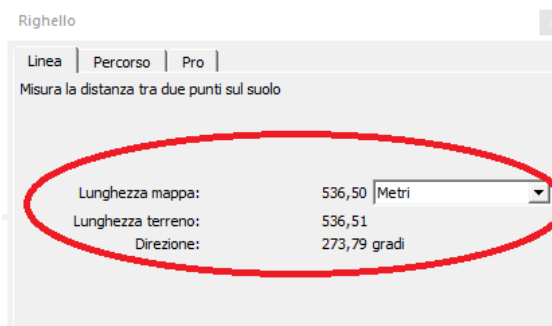 Righello
Linea Percorso Pro
Misura la distanza tra due punti sul suolo
Lunghezza mappa: 536,50 Metri
Lunghezza terreno: 536,51
Direzione: 273,79 gradi